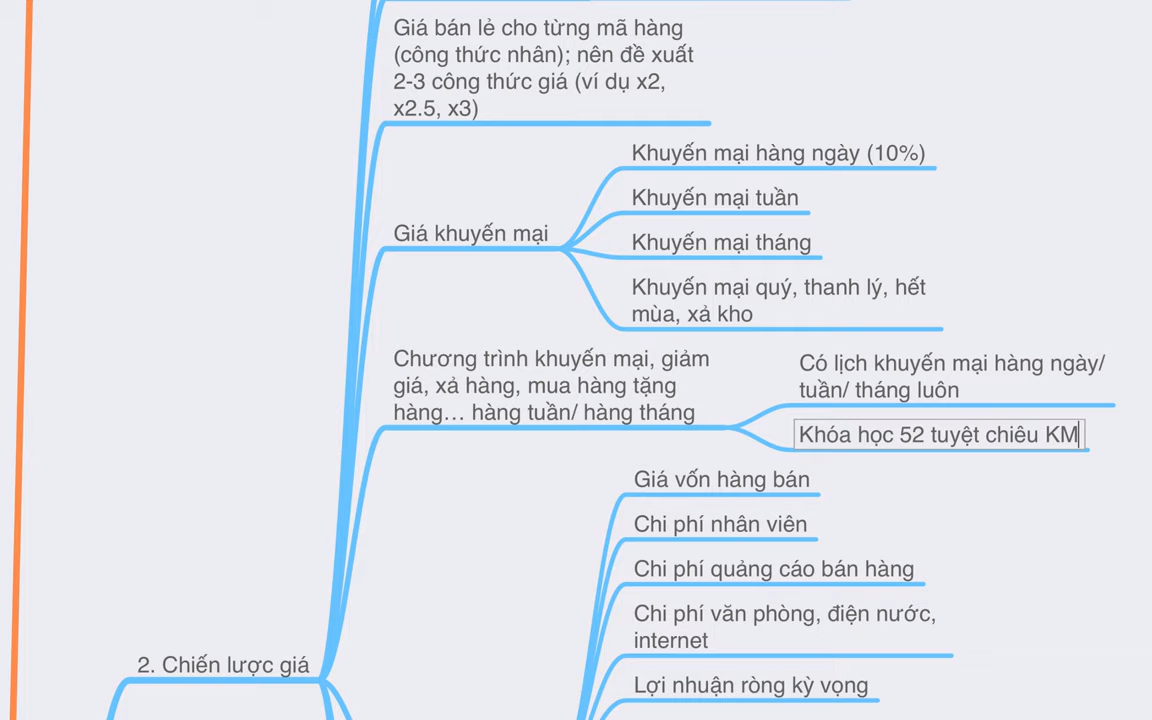 Giá bán lẻ cho từng mã hàng
(công thức nhân); nên đề xuất
2-3 công thức giá (ví dụ x2,
x2.5, x3)
Khuyến mại hàng ngày (10%)
Khuyến mại tuần
Giá khuyến mại
Khuyến mại tháng
Khuyến mại quý, thanh lý, hết
mùa, xả kho
Chương trình khuyến mại, giảm
giá, xả hàng, mua hàng tặng
hàng... hàng tuần/ hàng tháng
Có lịch khuyến mại hàng ngày/
tuần/ tháng luôn
Khóa học 52 tuyệt chiêu KM
Giá vốn hàng bán
Chi phí nhân viên
Chi phí quảng cáo bán hàng
Chi phí văn phòng, điện nước,
internet
2. Chiến lược giá
Lợi nhuận ròng kỳ vọng